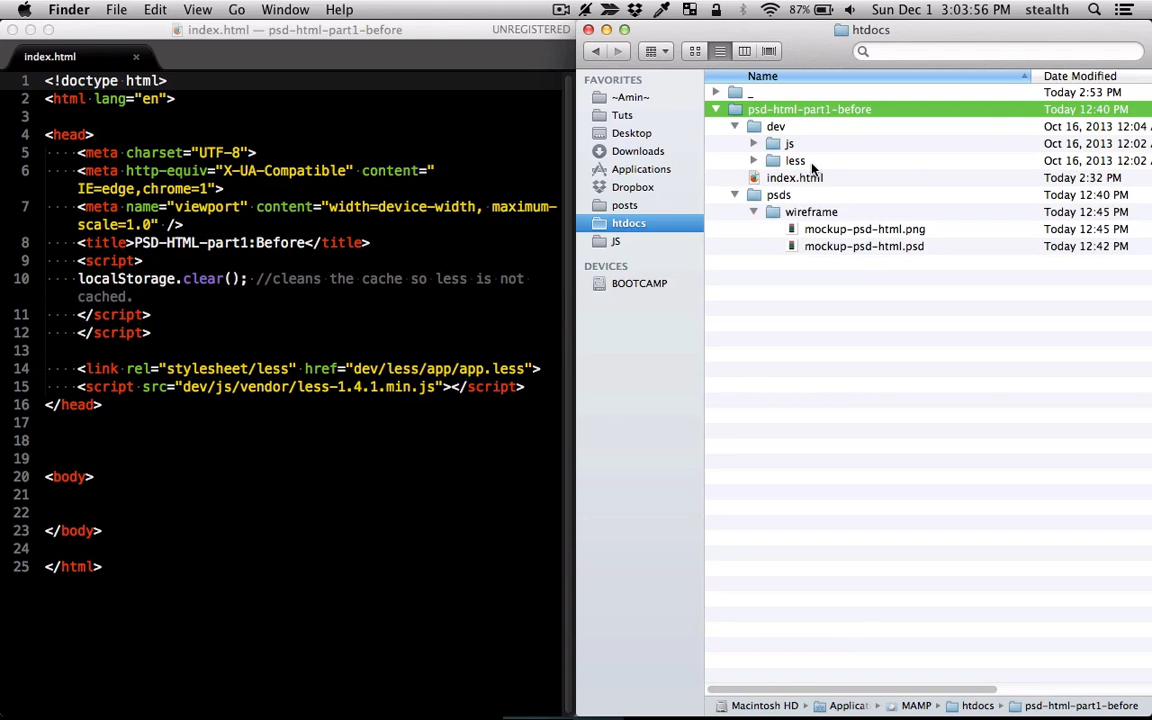 Finder File Edit View Go Window Help 87% Sun Dec 1 3:03:56 PM stealth
index.html — psd-html-part1-before UNREGISTERED
index.html ×
1 <!doctype html>
2 <html lang="en">
3
4 <head>
5 ····<meta charset="UTF-8">
6 ····<meta http-equiv="X-UA-Compatible" content="
IE=edge,chrome=1">
7 ····<meta name="viewport" content="width=device-width, maximum-
scale=1.0" />
8 ····<title>PSD-HTML-part1:Before</title>
9 ····<script>
10 ····localStorage.clear(); //cleans the cache so less is not
cached.
11 ····</script>
12 ····</script>
13
14 ····<link rel="stylesheet/less" href="dev/less/app/app.less">
15 ····<script src="dev/js/vendor/less-1.4.1.min.js"></script>
16 </head>
17
18
19
20 <body>
21
22
23 </body>
24
25 </html>
htdocs
FAVORITES
~Amin~
Tuts
Desktop
Downloads
Applications
Dropbox
posts
htdocs
JS
DEVICES
BOOTCAMP
Name Date Modified
_ Today 2:53 PM
psd-html-part1-before Today 12:40 PM
dev Oct 16, 2013 12:04
js Oct 16, 2013 12:02
less Oct 16, 2013 12:02
index.html Today 2:32 PM
psds Today 12:40 PM
wireframe Today 12:45 PM
mockup-psd-html.png Today 12:45 PM
mockup-psd-html.psd Today 12:42 PM
Macintosh HD Applicat MAMP htdocs psd-html-part1-before